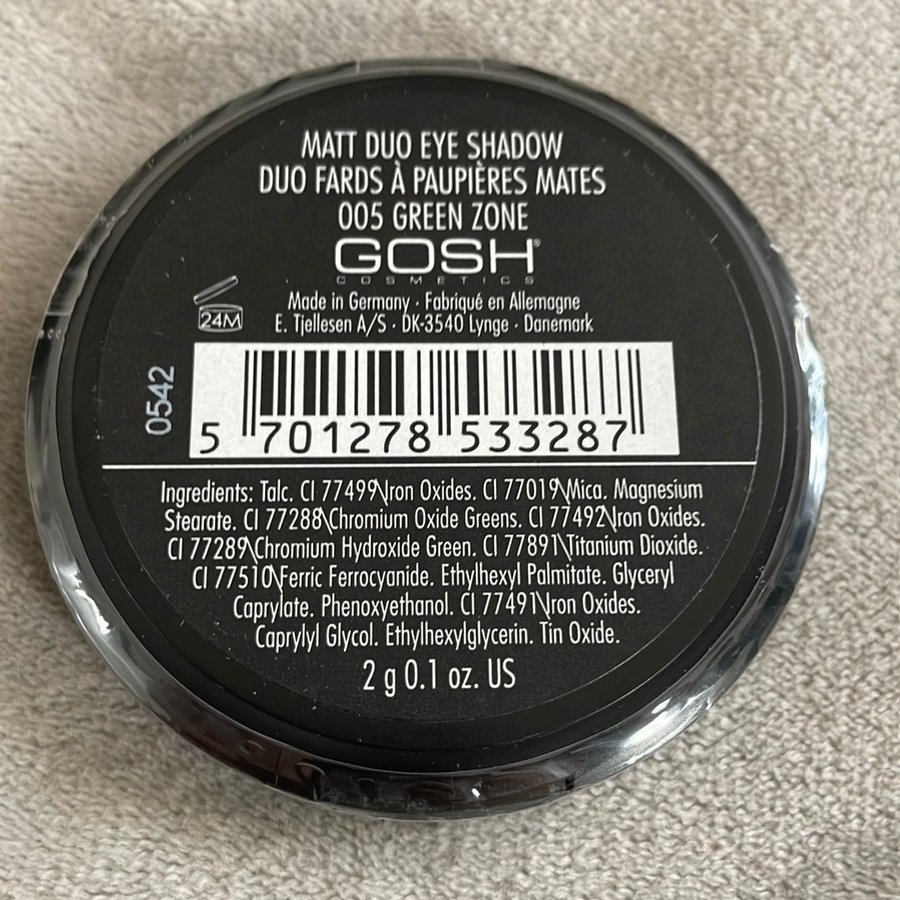 MATT DUO EYE SHADOW
DUO FARDS À PAUPIÈRES MATES
005 GREEN ZONE
GOSH®
COSMETICS
24M
Made in Germany · Fabriqué en Allemagne
E. Tjellesen A/S · DK-3540 Lynge · Danemark
0542
5 701278 533287
Ingredients: Talc. CI 77499\Iron Oxides. CI 77019\Mica. Magnesium
Stearate. CI 77288\Chromium Oxide Greens. CI 77492\Iron Oxides.
CI 77289\Chromium Hydroxide Green. CI 77891\Titanium Dioxide.
CI 77510\Ferric Ferrocyanide. Ethylhexyl Palmitate. Glyceryl
Caprylate. Phenoxyethanol. CI 77491\Iron Oxides.
Caprylyl Glycol. Ethylhexylglycerin. Tin Oxide.
2 g 0.1 oz. US